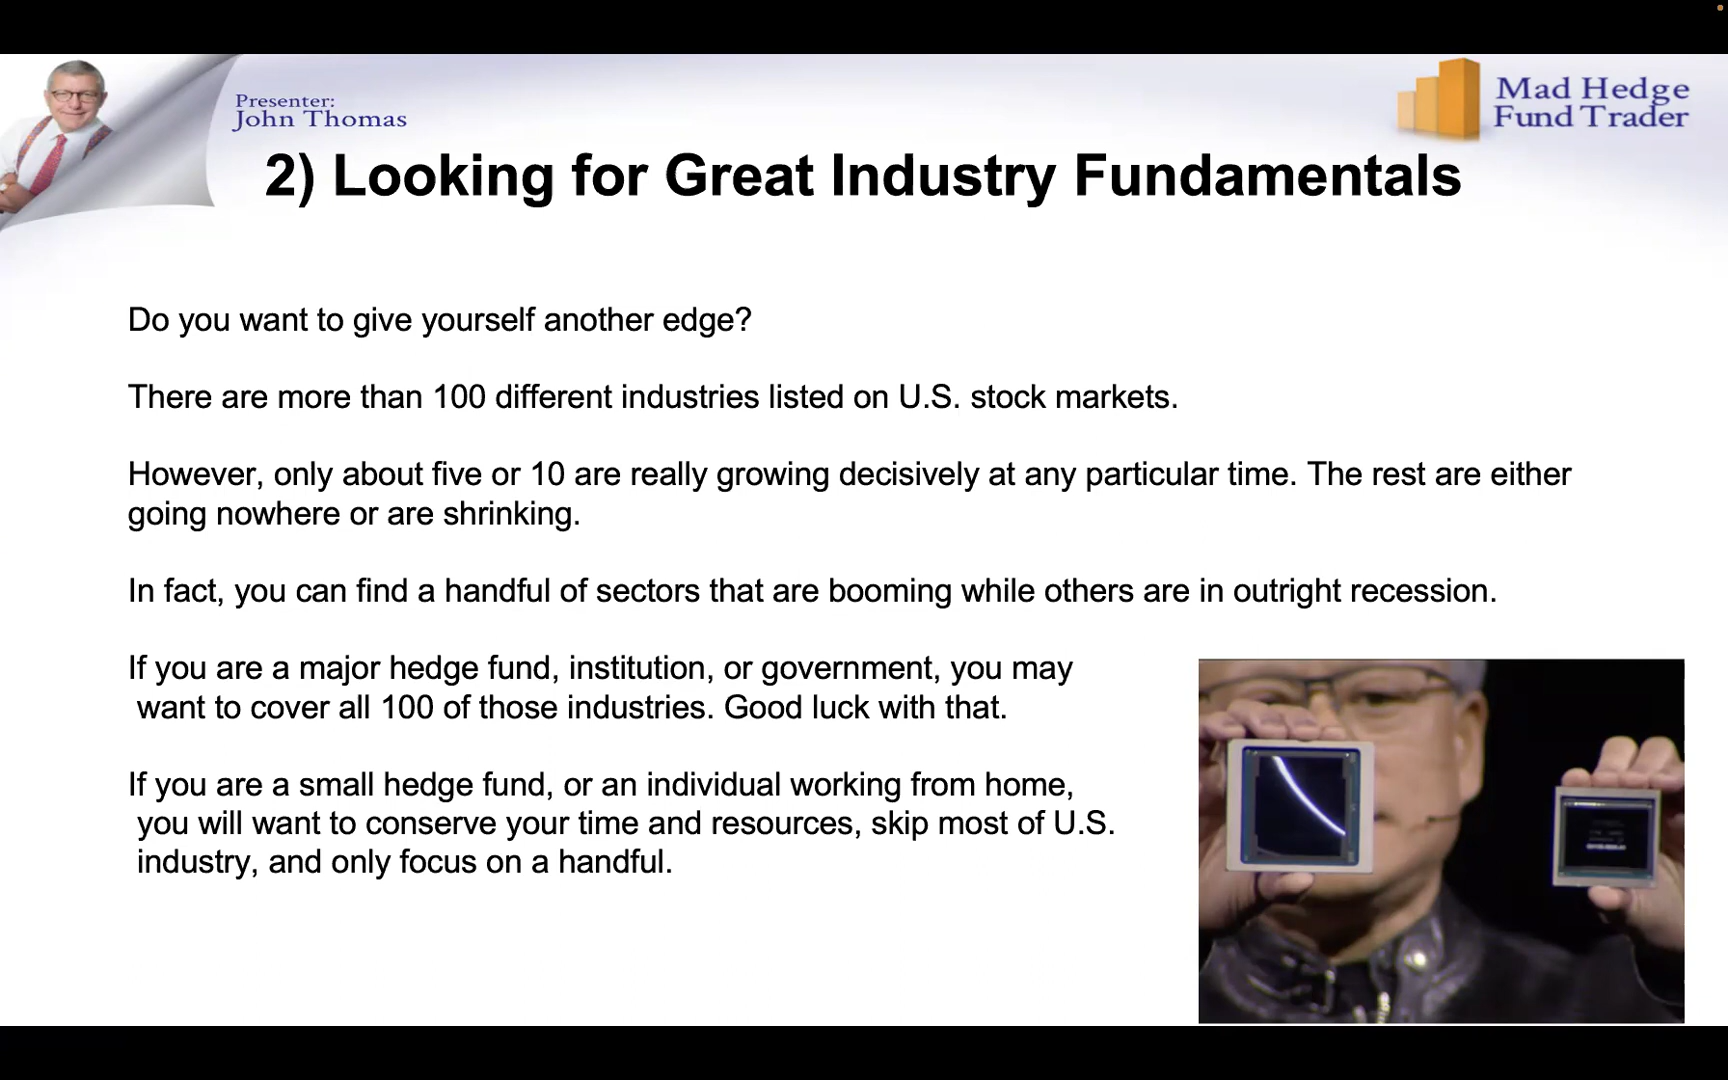 Presenter:
John Thomas
Mad Hedge
Fund Trader
2) Looking for Great Industry Fundamentals
Do you want to give yourself another edge?
There are more than 100 different industries listed on U.S. stock markets.
However, only about five or 10 are really growing decisively at any particular time. The rest are either
going nowhere or are shrinking.
In fact, you can find a handful of sectors that are booming while others are in outright recession.
If you are a major hedge fund, institution, or government, you may
want to cover all 100 of those industries. Good luck with that.
If you are a small hedge fund, or an individual working from home,
you will want to conserve your time and resources, skip most of U.S.
industry, and only focus on a handful.